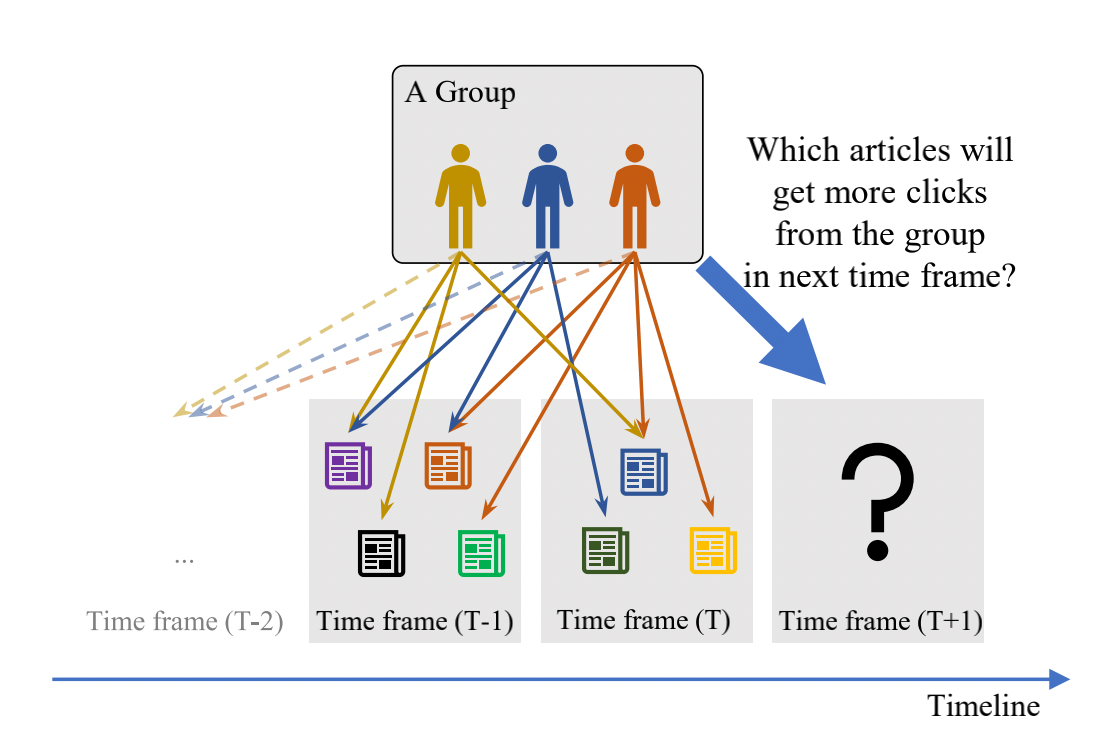 A Group
Which articles will
get more clicks
from the group
in next time frame?
...
Time frame (T-2)
Time frame (T-1)
Time frame (T)
Time frame (T+1)
Timeline